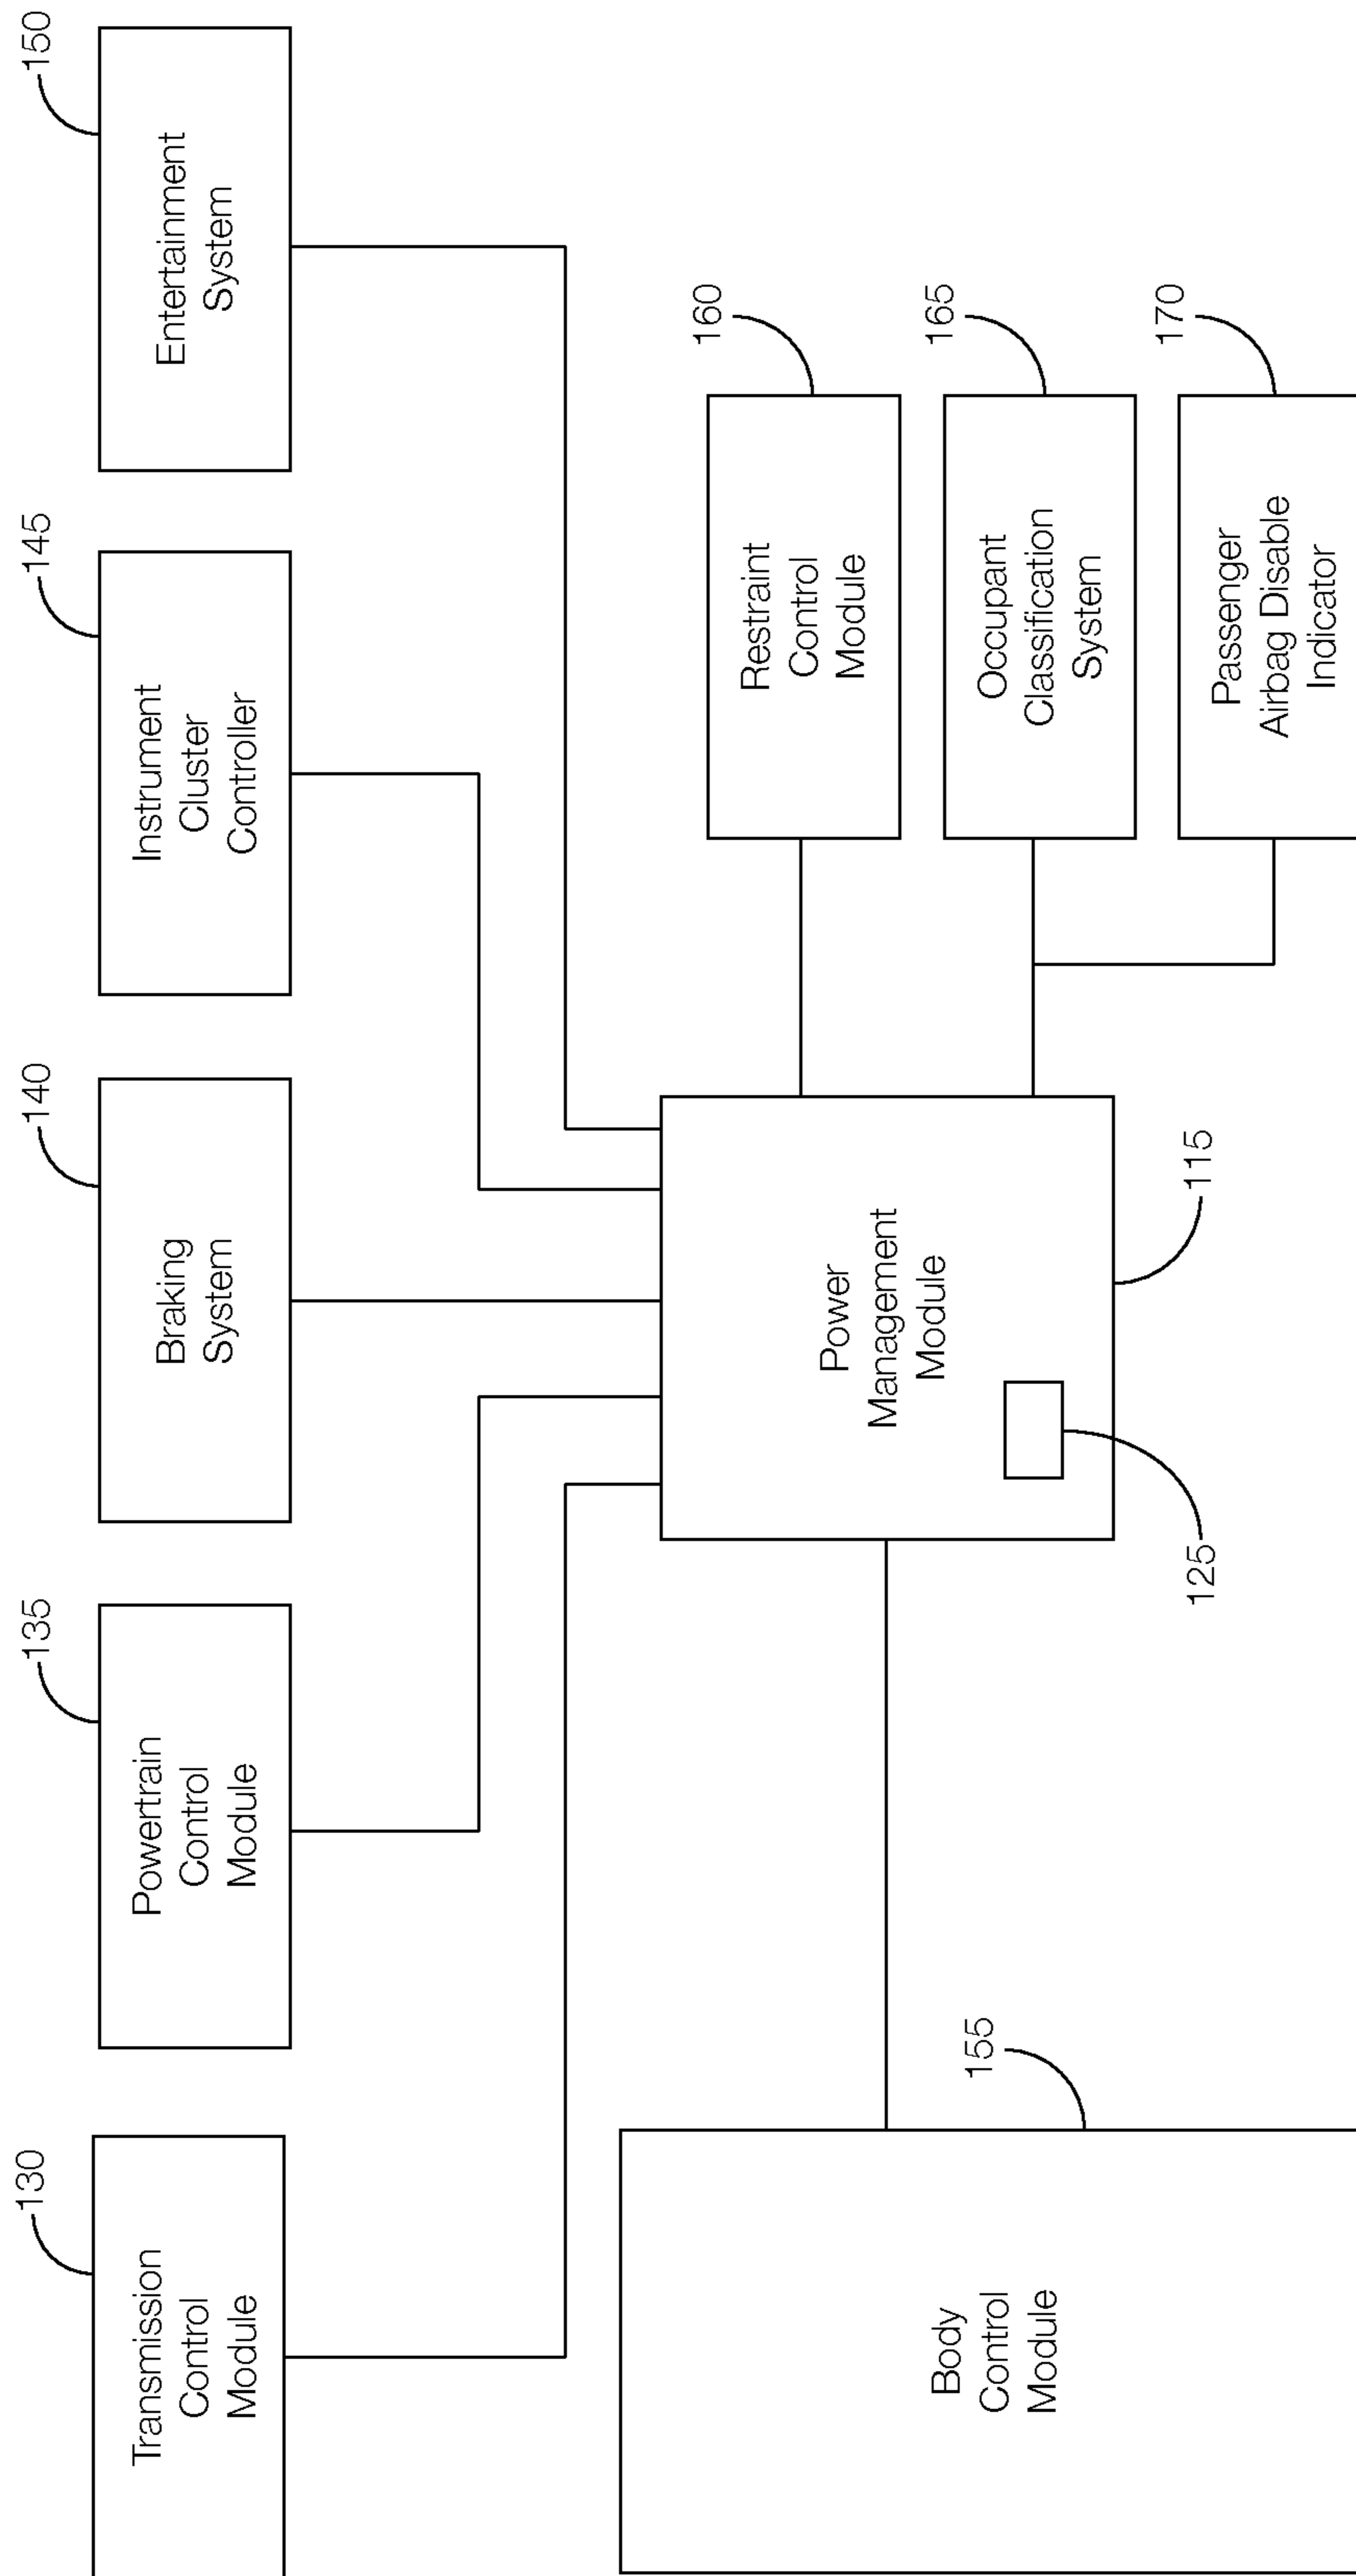 130
Transmission
Control
Module
135
Powertrain
Control
Module
140
Braking
System
145
Instrument
Cluster
Controller
150
Entertainment
System
155
Body
Control
Module
Power
Management
Module
125
115
160
Restraint
Control
Module
165
Occupant
Classification
System
170
Passenger
Airbag Disable
Indicator